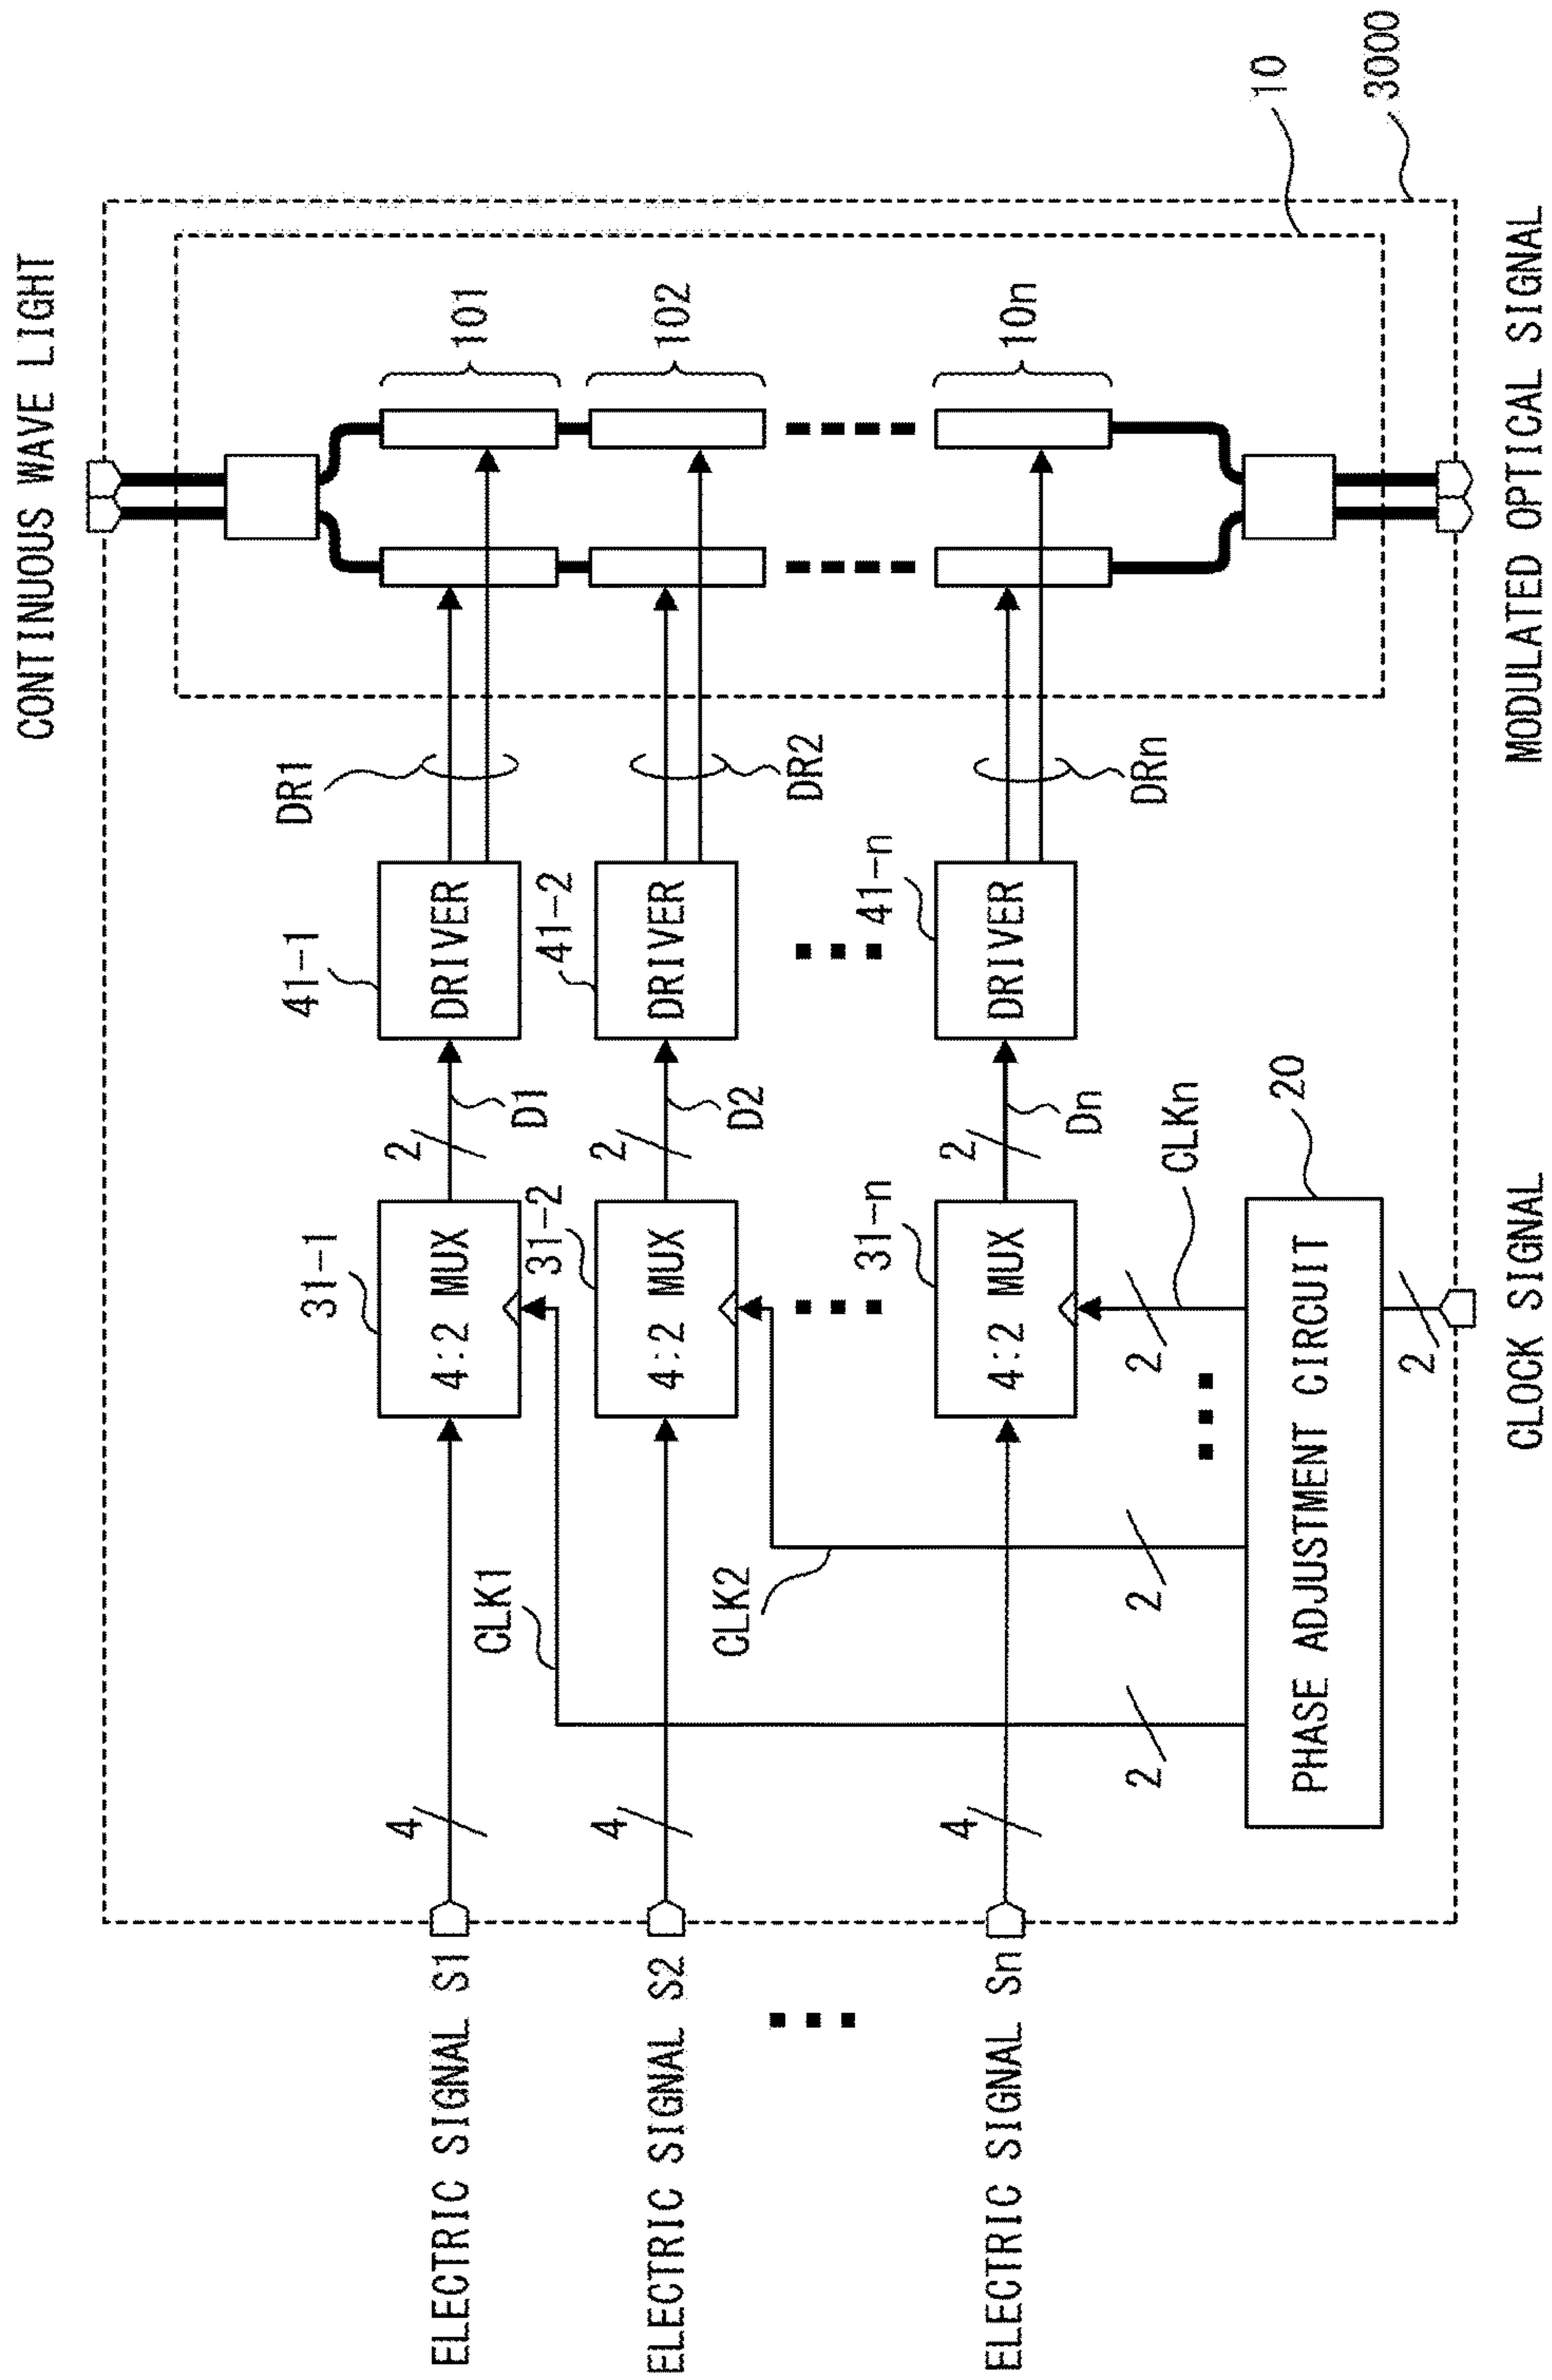 CONTINUOUS WAVE LIGHT
3000
10
101
102
10n
DR1
DR2
DRn
41-1
DRIVER
41-2
DRIVER
41-n
DRIVER
2
D1
2
D2
2
Dn
31-1
4:2 MUX
31-2
4:2 MUX
31-n
4:2 MUX
CLK1
CLK2
CLKn
20
PHASE ADJUSTMENT CIRCUIT
2
2
2
2
4
4
4
ELECTRIC SIGNAL S1
ELECTRIC SIGNAL S2
ELECTRIC SIGNAL Sn
CLOCK SIGNAL
MODULATED OPTICAL SIGNAL